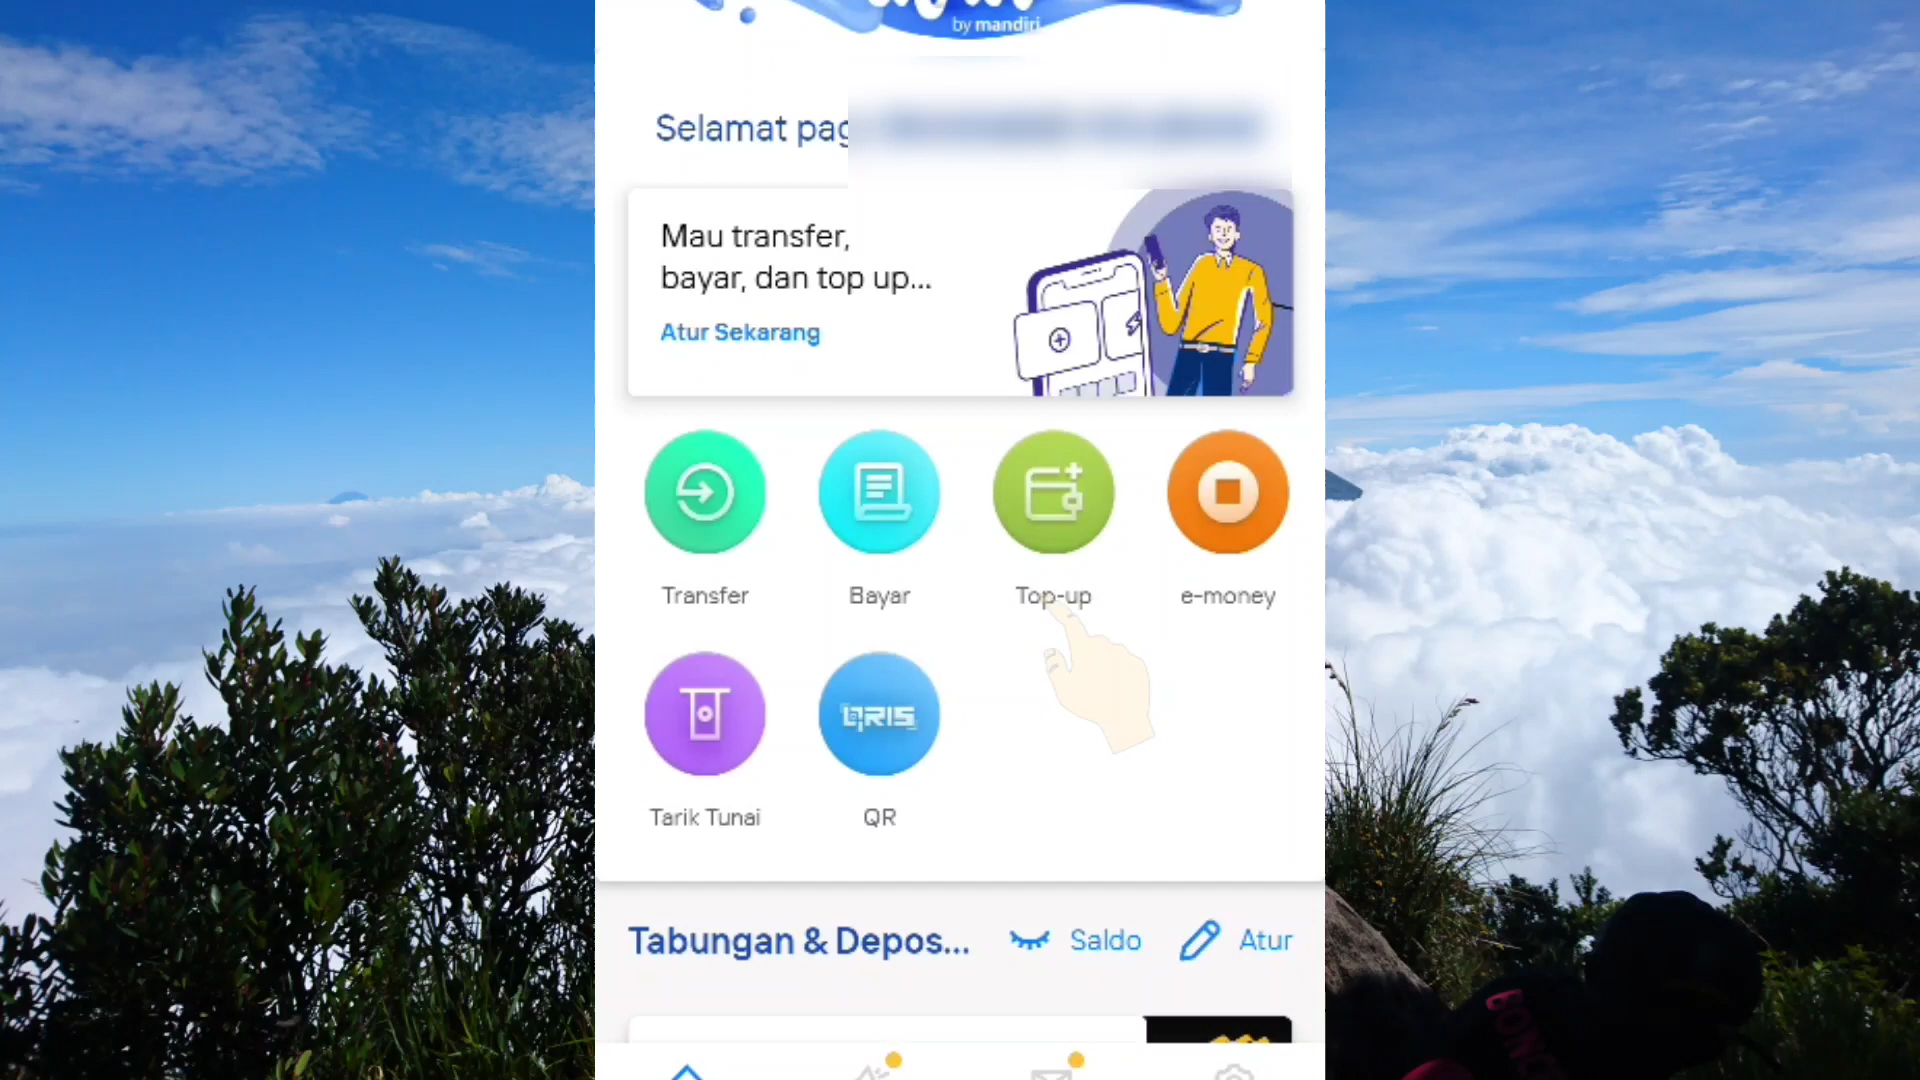 by mandiri
Selamat pag
Mau transfer,
bayar, dan top up...
Atur Sekarang
Transfer
Bayar
Top-up
e-money
QRIS
Tarik Tunai
QR
Tabungan & Depos...
Saldo
Atur